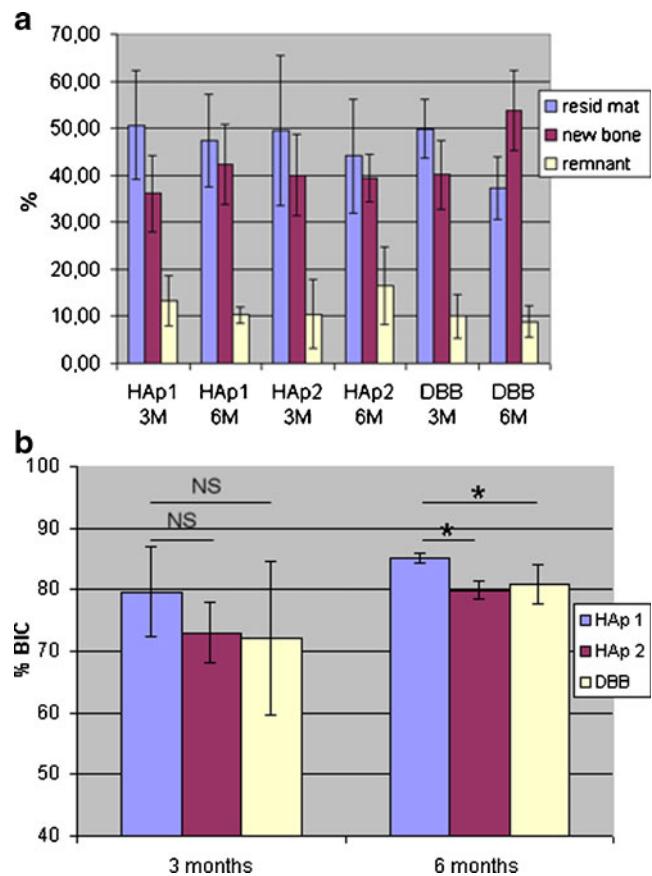 a
70,00
60,00
50,00
40,00
30,00
20,00
10,00
0,00
%
resid mat
new bone
remnant
HAp1 HAp1 HAp2 HAp2 DBB DBB
3M 6M 3M 6M 3M 6M
b
100
90
80
70
60
50
40
% BIC
NS
NS
*
*
HAp 1
HAp 2
DBB
3 months 6 months